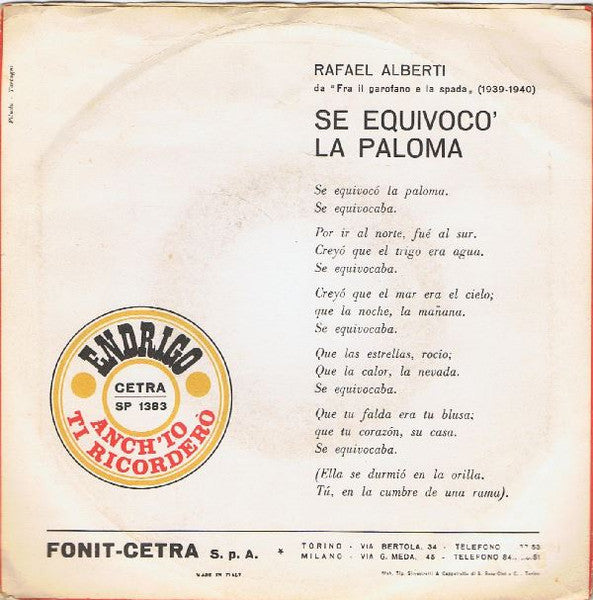 RAFAEL ALBERTI
da "Fra il garofano e la spada„ (1939-1940)
SE EQUIVOCO'
LA PALOMA
Se equivocó la paloma.
Se equivocaba.
Por ir al norte, fué al sur.
Creyó que el trigo era agua.
Se equivocaba.
Creyó que el mar era el cielo;
que la noche, la mañana.
Se equivocaba.
Que las estrellas, rocio;
Que la calor, la nevada.
Se equivocaba.
Que tu falda era tu blusa;
que tu corazón, su casa.
Se equivocaba.
(Ella se durmió en la orilla.
Tú, en la cumbre de una rama).
ENDRIGO
CETRA
SP 1383
ANCH'IO
TI RICORDERÒ
FONIT-CETRA S. p. A. *
TORINO - VIA BERTOLA, 34 - TELEFONO 53
MILANO - VIA G. MEDA, 45 - TELEFONO 84
MADE IN ITALY